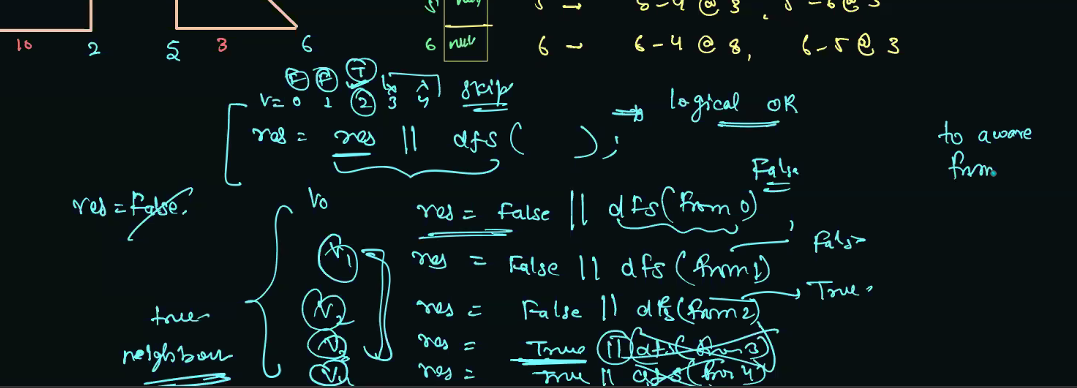 5 null 5 → 5-4 @ 3, 5-6 @ 3
10 2 5 3 6
6 null 6 → 6-4 @ 8, 6-5 @ 3
F F T
v= 0 1 2 3 4 skip
→ logical OR
res = res || dfs( );
to aware
from
False
res = False.
V0 res = False || dfs(from 0)
V1 res = False || dfs(from 1) False
V2 res = False || dfs(from 2) → True.
true
V3 res = True || dfs(from 3)
neighbour
V4 res = True || dfs(from 4)